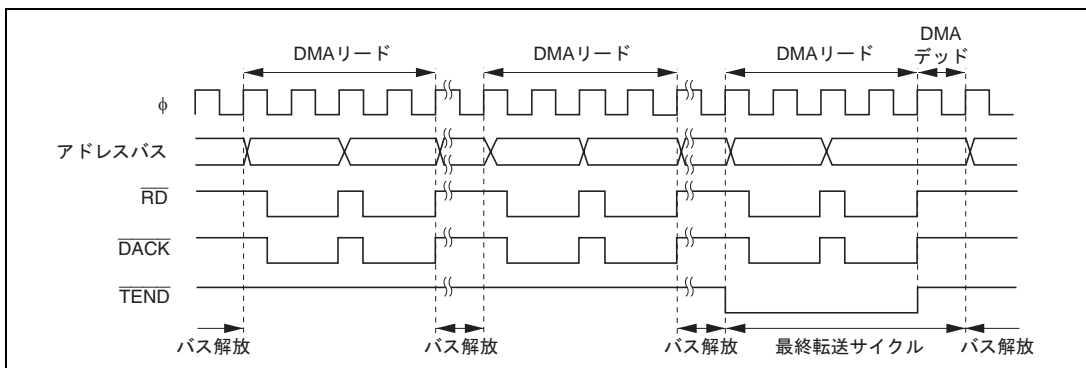 DMAリード
DMAリード
DMAリード
DMA
デッド
φ
アドレスバス
RD
DACK
TEND
バス解放
バス解放
バス解放
最終転送サイクル
バス解放